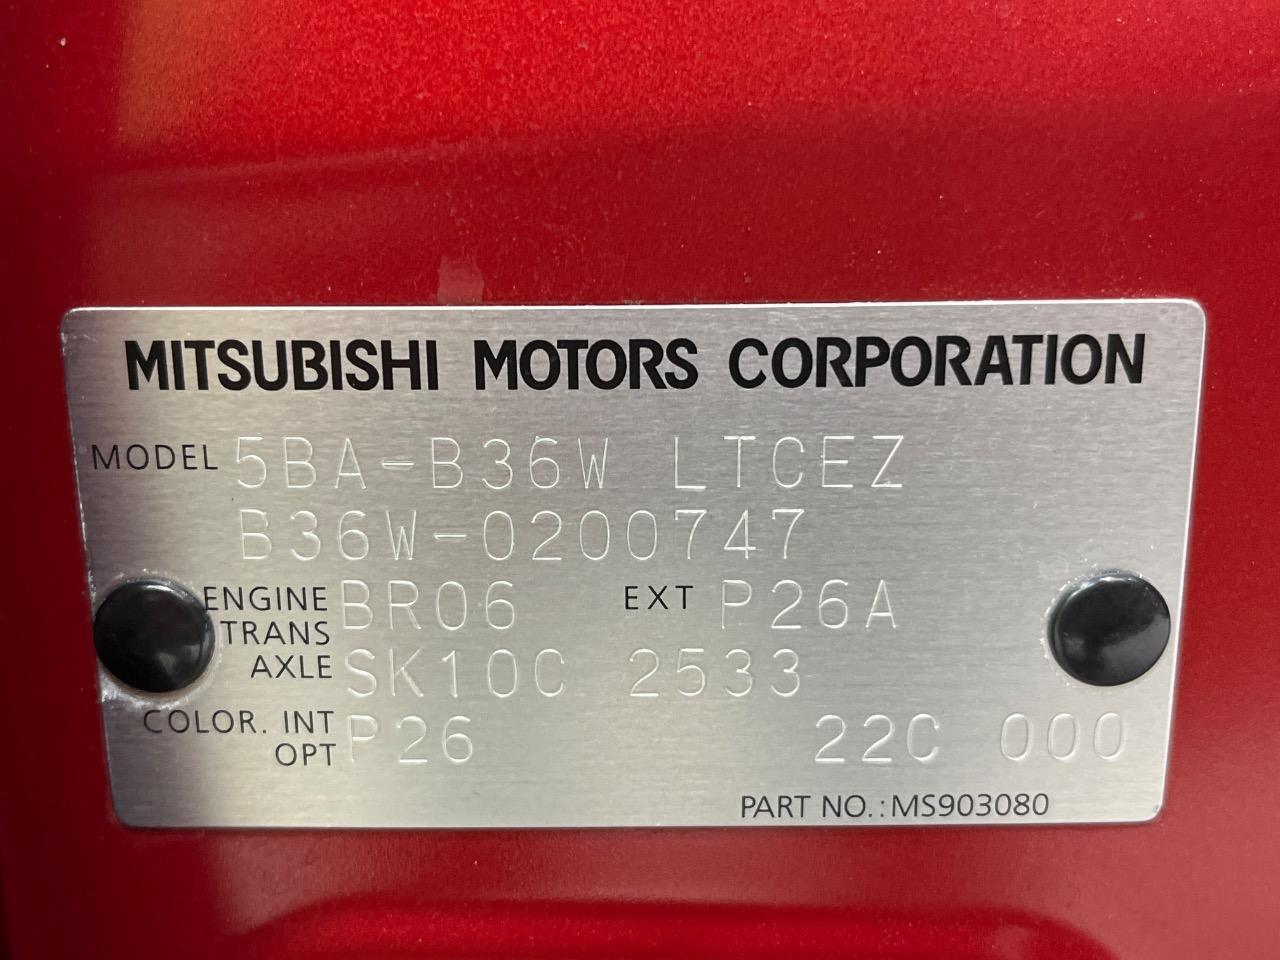 MITSUBISHI MOTORS CORPORATION
MODEL 5BA-B36W LTCEZ
B36W-0200747
ENGINE BR06 EXT P26A
TRANS
AXLE SK10C 2533
COLOR. INT
OPT P26 22C 000
PART NO.:MS903080